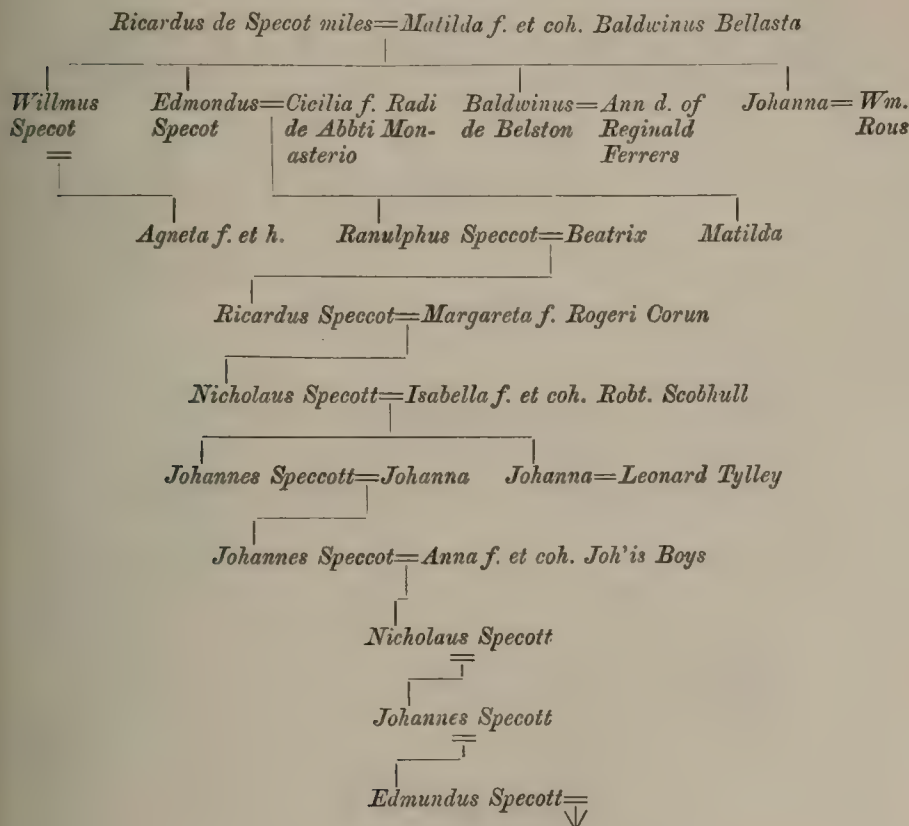 Ricardus de Specot miles=Matilda f. et coh. Baldwinus Bellasta
Willmus Specot =
Edmondus Specot=Cicilia f. Radi de Abbti Monasterio
Baldwinus de Belston=Ann d. of Reginald Ferrers
Johanna=Wm. Rous
Agneta f. et h.
Ranulphus Speccot=Beatrix
Matilda
Ricardus Speccot=Margareta f. Rogeri Corun
Nicholaus Specott=Isabella f. et coh. Robt. Scobhull
Johannes Speccott=Johanna
Johanna=Leonard Tylley
Johannes Speccot=Anna f. et coh. Joh'is Boys
Nicholaus Specott
=
Johannes Specott
=
Edmundus Specott=